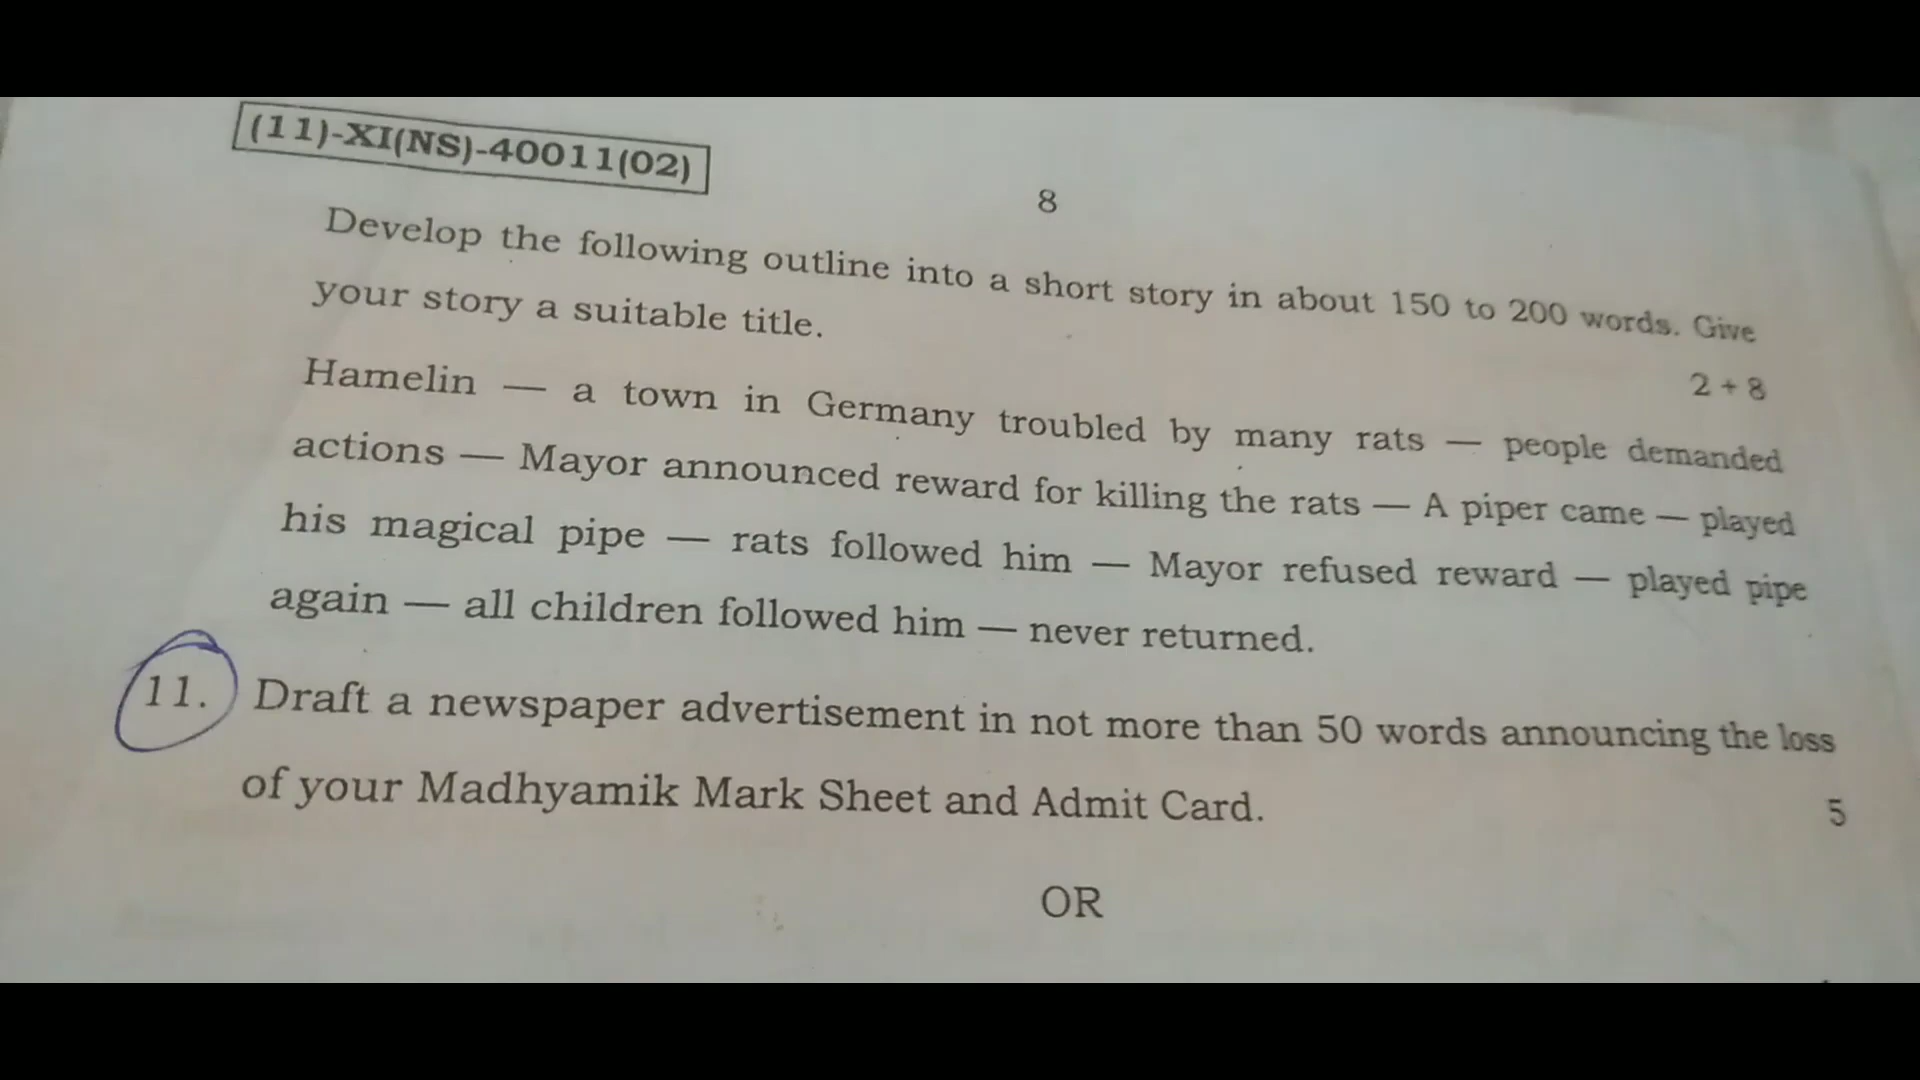 (11)-XI(NS)-40011(02)
8
Develop the following outline into a short story in about 150 to 200 words. Give
your story a suitable title.
2 + 8
Hamelin — a town in Germany troubled by many rats — people demanded
actions — Mayor announced reward for killing the rats — A piper came — played
his magical pipe — rats followed him — Mayor refused reward — played pipe
again — all children followed him — never returned.
11. Draft a newspaper advertisement in not more than 50 words announcing the loss
of your Madhyamik Mark Sheet and Admit Card.
5
OR